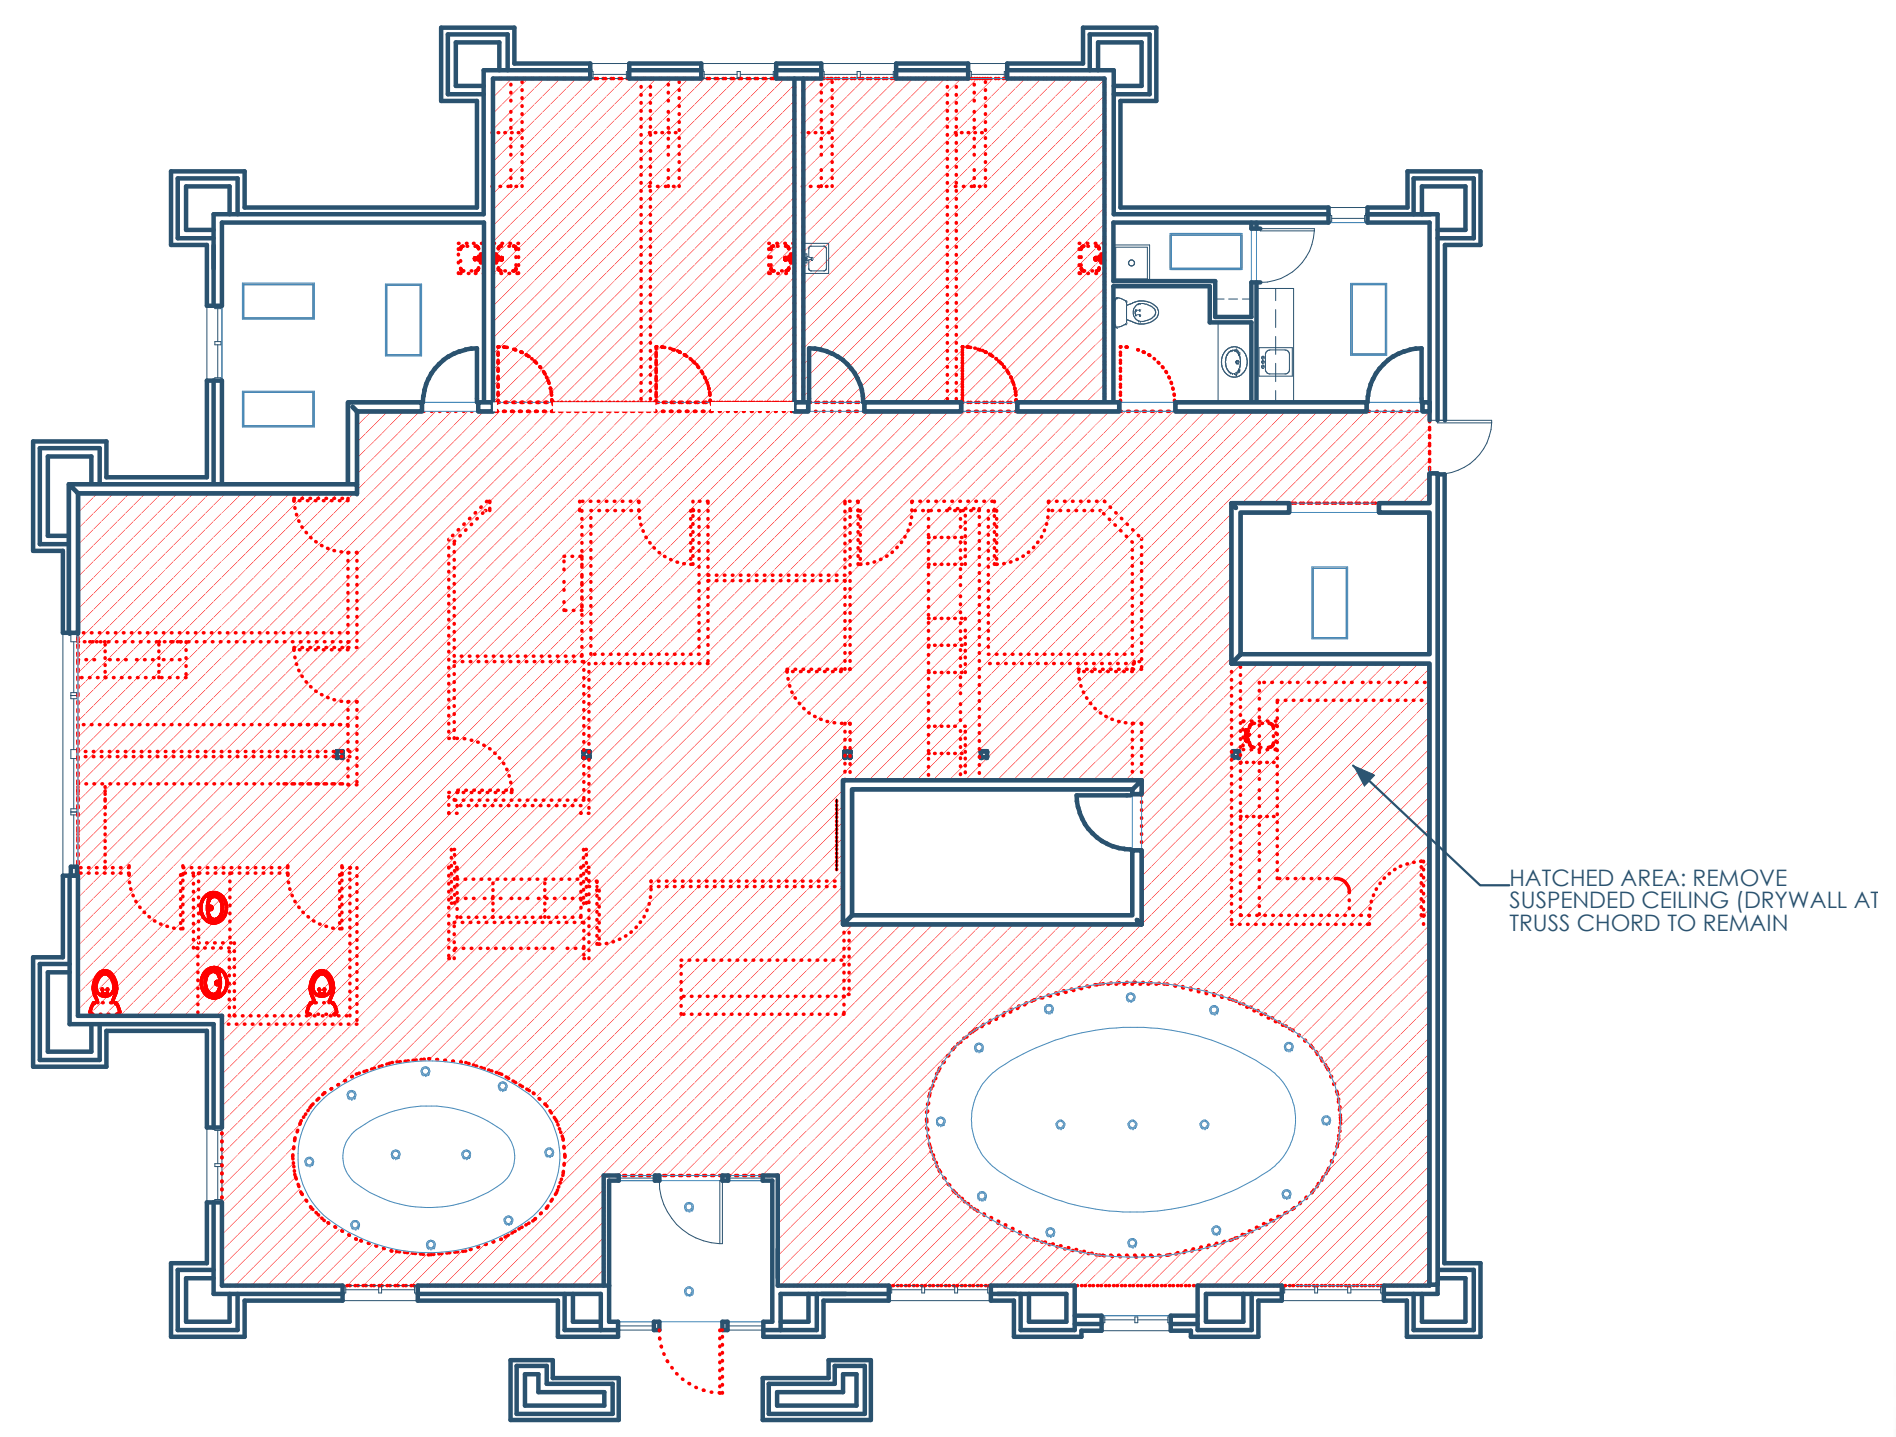 HATCHED AREA: REMOVE
SUSPENDED CEILING (DRYWALL AT
TRUSS CHORD TO REMAIN